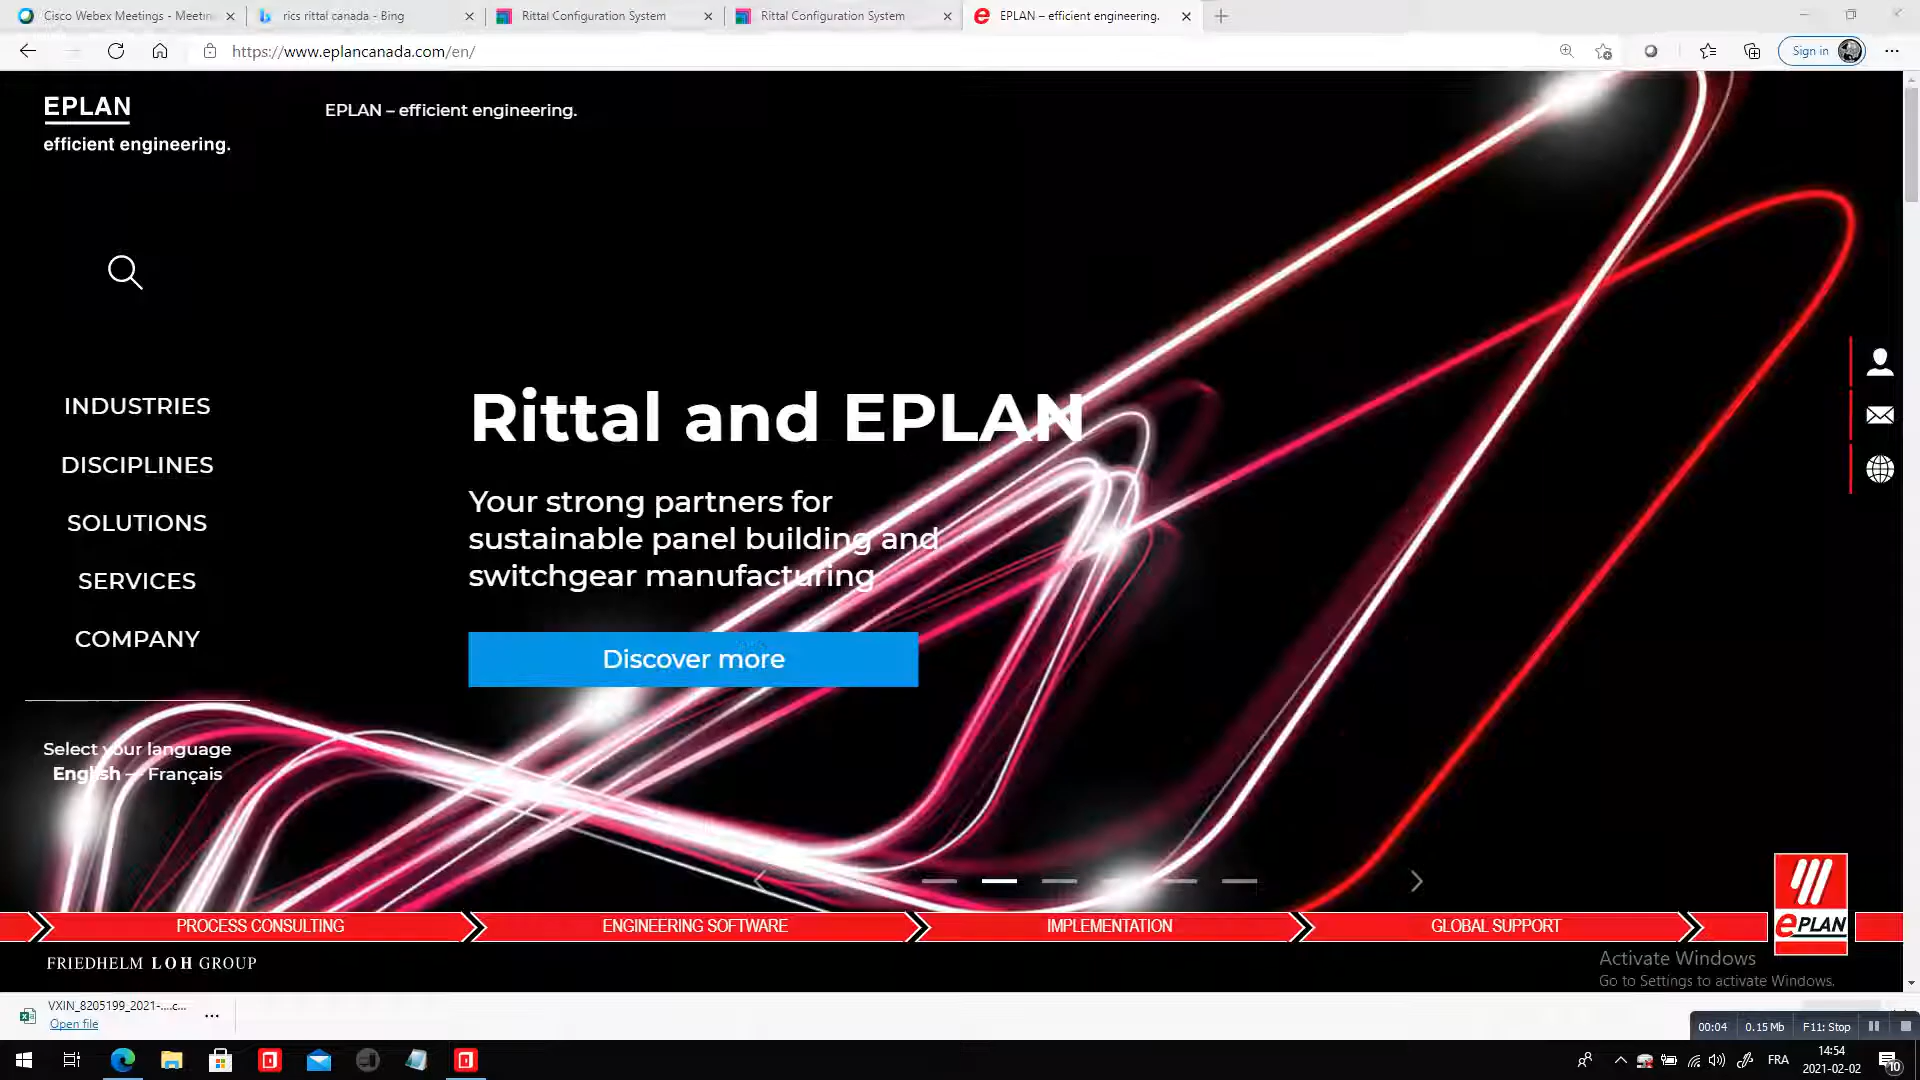 Cisco Webex Meetings - Meetin
rics rittal canada - Bing
Rittal Configuration System
Rittal Configuration System
EPLAN – efficient engineering.
https://www.eplancanada.com/en/
Sign in
EPLAN
efficient engineering.
EPLAN – efficient engineering.
INDUSTRIES
DISCIPLINES
SOLUTIONS
SERVICES
COMPANY
Rittal and EPLAN
Your strong partners for
sustainable panel building and
switchgear manufacturing
Discover more
Select your language
English — Français
PROCESS CONSULTING
ENGINEERING SOFTWARE
IMPLEMENTATION
GLOBAL SUPPORT
ePLAN
FRIEDHELM LOH GROUP
Activate Windows
Go to Settings to activate Windows.
VXIN_8205199_2021-....c...
Open file
00:04
0.15 Mb
F11: Stop
FRA
14:54
2021-02-02
10